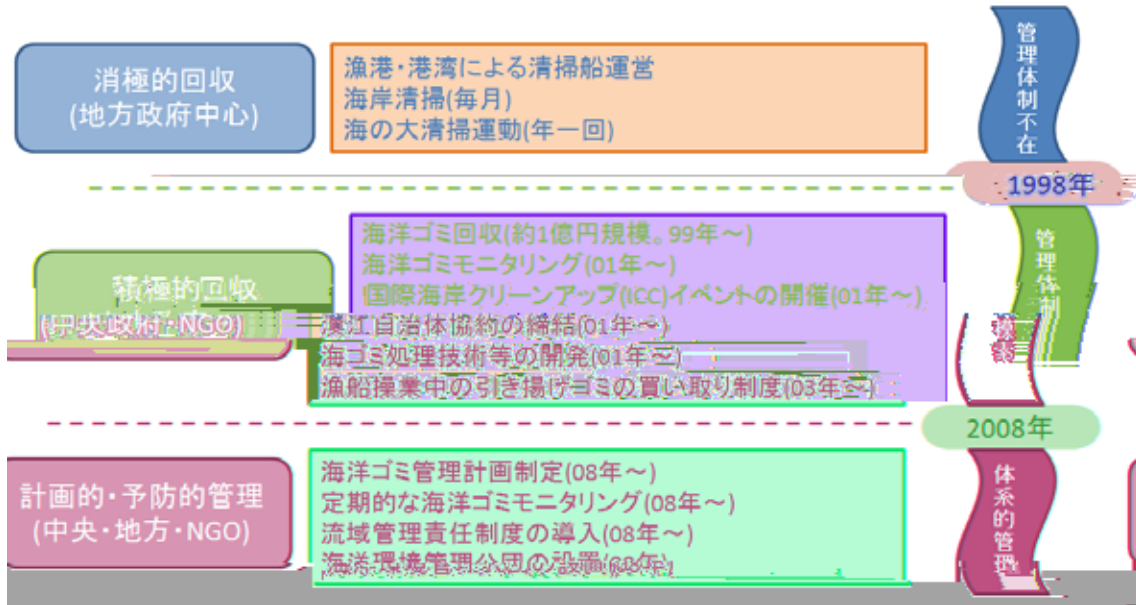 消極的回収
(地方政府中心)
漁港・港湾による清掃船運営
海岸清掃(毎月)
海の大清掃運動(年一回)
管理体制不在
1998年
積極的回収
(中央政府・NGO)
海洋ゴミ回収(約1億円規模。99年～)
海洋ゴミモニタリング(01年～)
国際海岸クリーンアップ(ICC)イベントの開催(01年～)
漢江自治体協約の締結(01年～)
海ゴミ処理技術等の開発(01年～)
漁船操業中の引き揚げゴミの買い取り制度(03年～)
管理体制
2008年
計画的・予防的管理
(中央・地方・NGO)
海洋ゴミ管理計画制定(08年～)
定期的な海洋ゴミモニタリング(08年～)
流域管理責任制度の導入(08年～)
海洋環境管理公団の設置
体系的管理